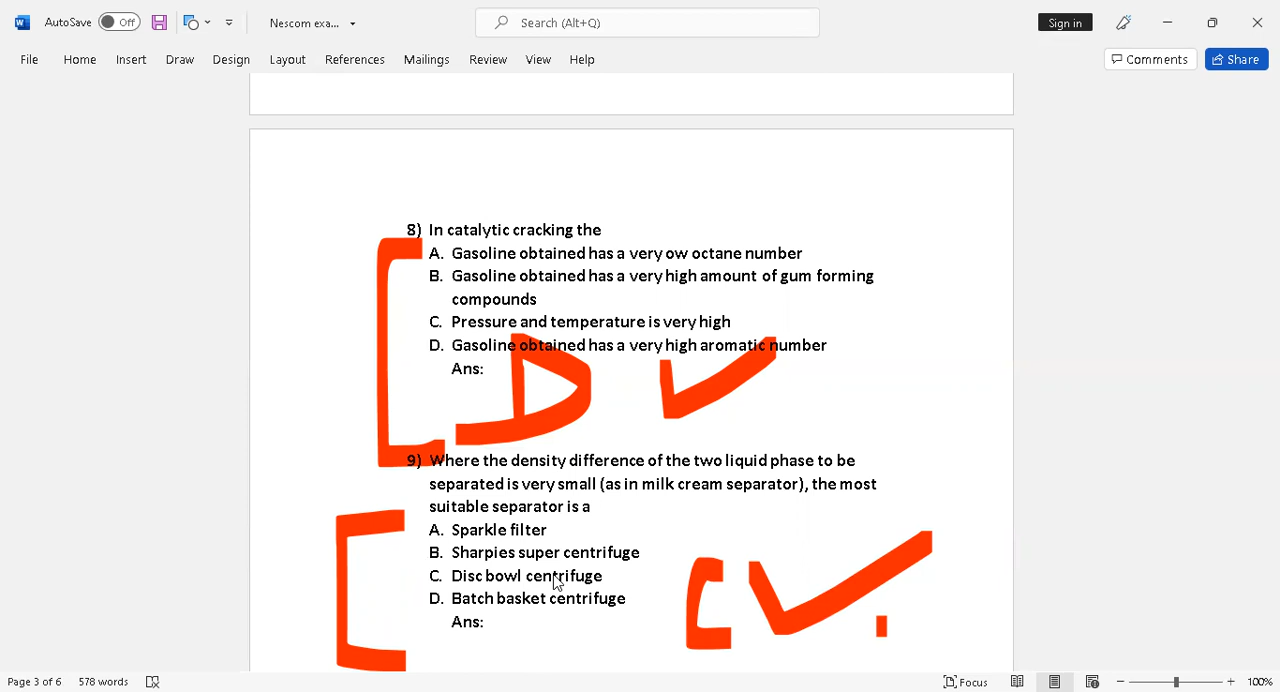 AutoSave Off Nescom exa... Search (Alt+Q) Sign in
File Home Insert Draw Design Layout References Mailings Review View Help Comments Share
8) In catalytic cracking the
A. Gasoline obtained has a very ow octane number
B. Gasoline obtained has a very high amount of gum forming
compounds
C. Pressure and temperature is very high
D. Gasoline obtained has a very high aromatic number
Ans: D
9) Where the density difference of the two liquid phase to be
separated is very small (as in milk cream separator), the most
suitable separator is a
A. Sparkle filter
B. Sharpies super centrifuge
C. Disc bowl centrifuge
D. Batch basket centrifuge
C
Ans:
Page 3 of 6 578 words Focus 100%